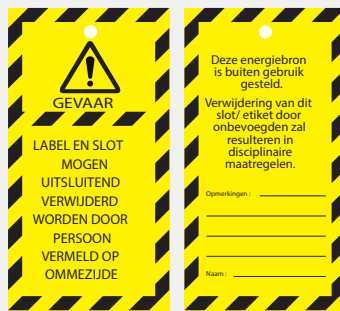 GEVAAR
LABEL EN SLOT
MOGEN
UITSLUITEND
VERWIJDERD
WORDEN DOOR
PERSOON
VERMELD OP
OMMEZIJDE
Deze energiebron
is buiten gebruik
gesteld.
Verwijdering van dit
slot/ etiket door
onbevoegden zal
resulteren in
disciplinaire
maatregelen.
Opmerkingen :
Naam :